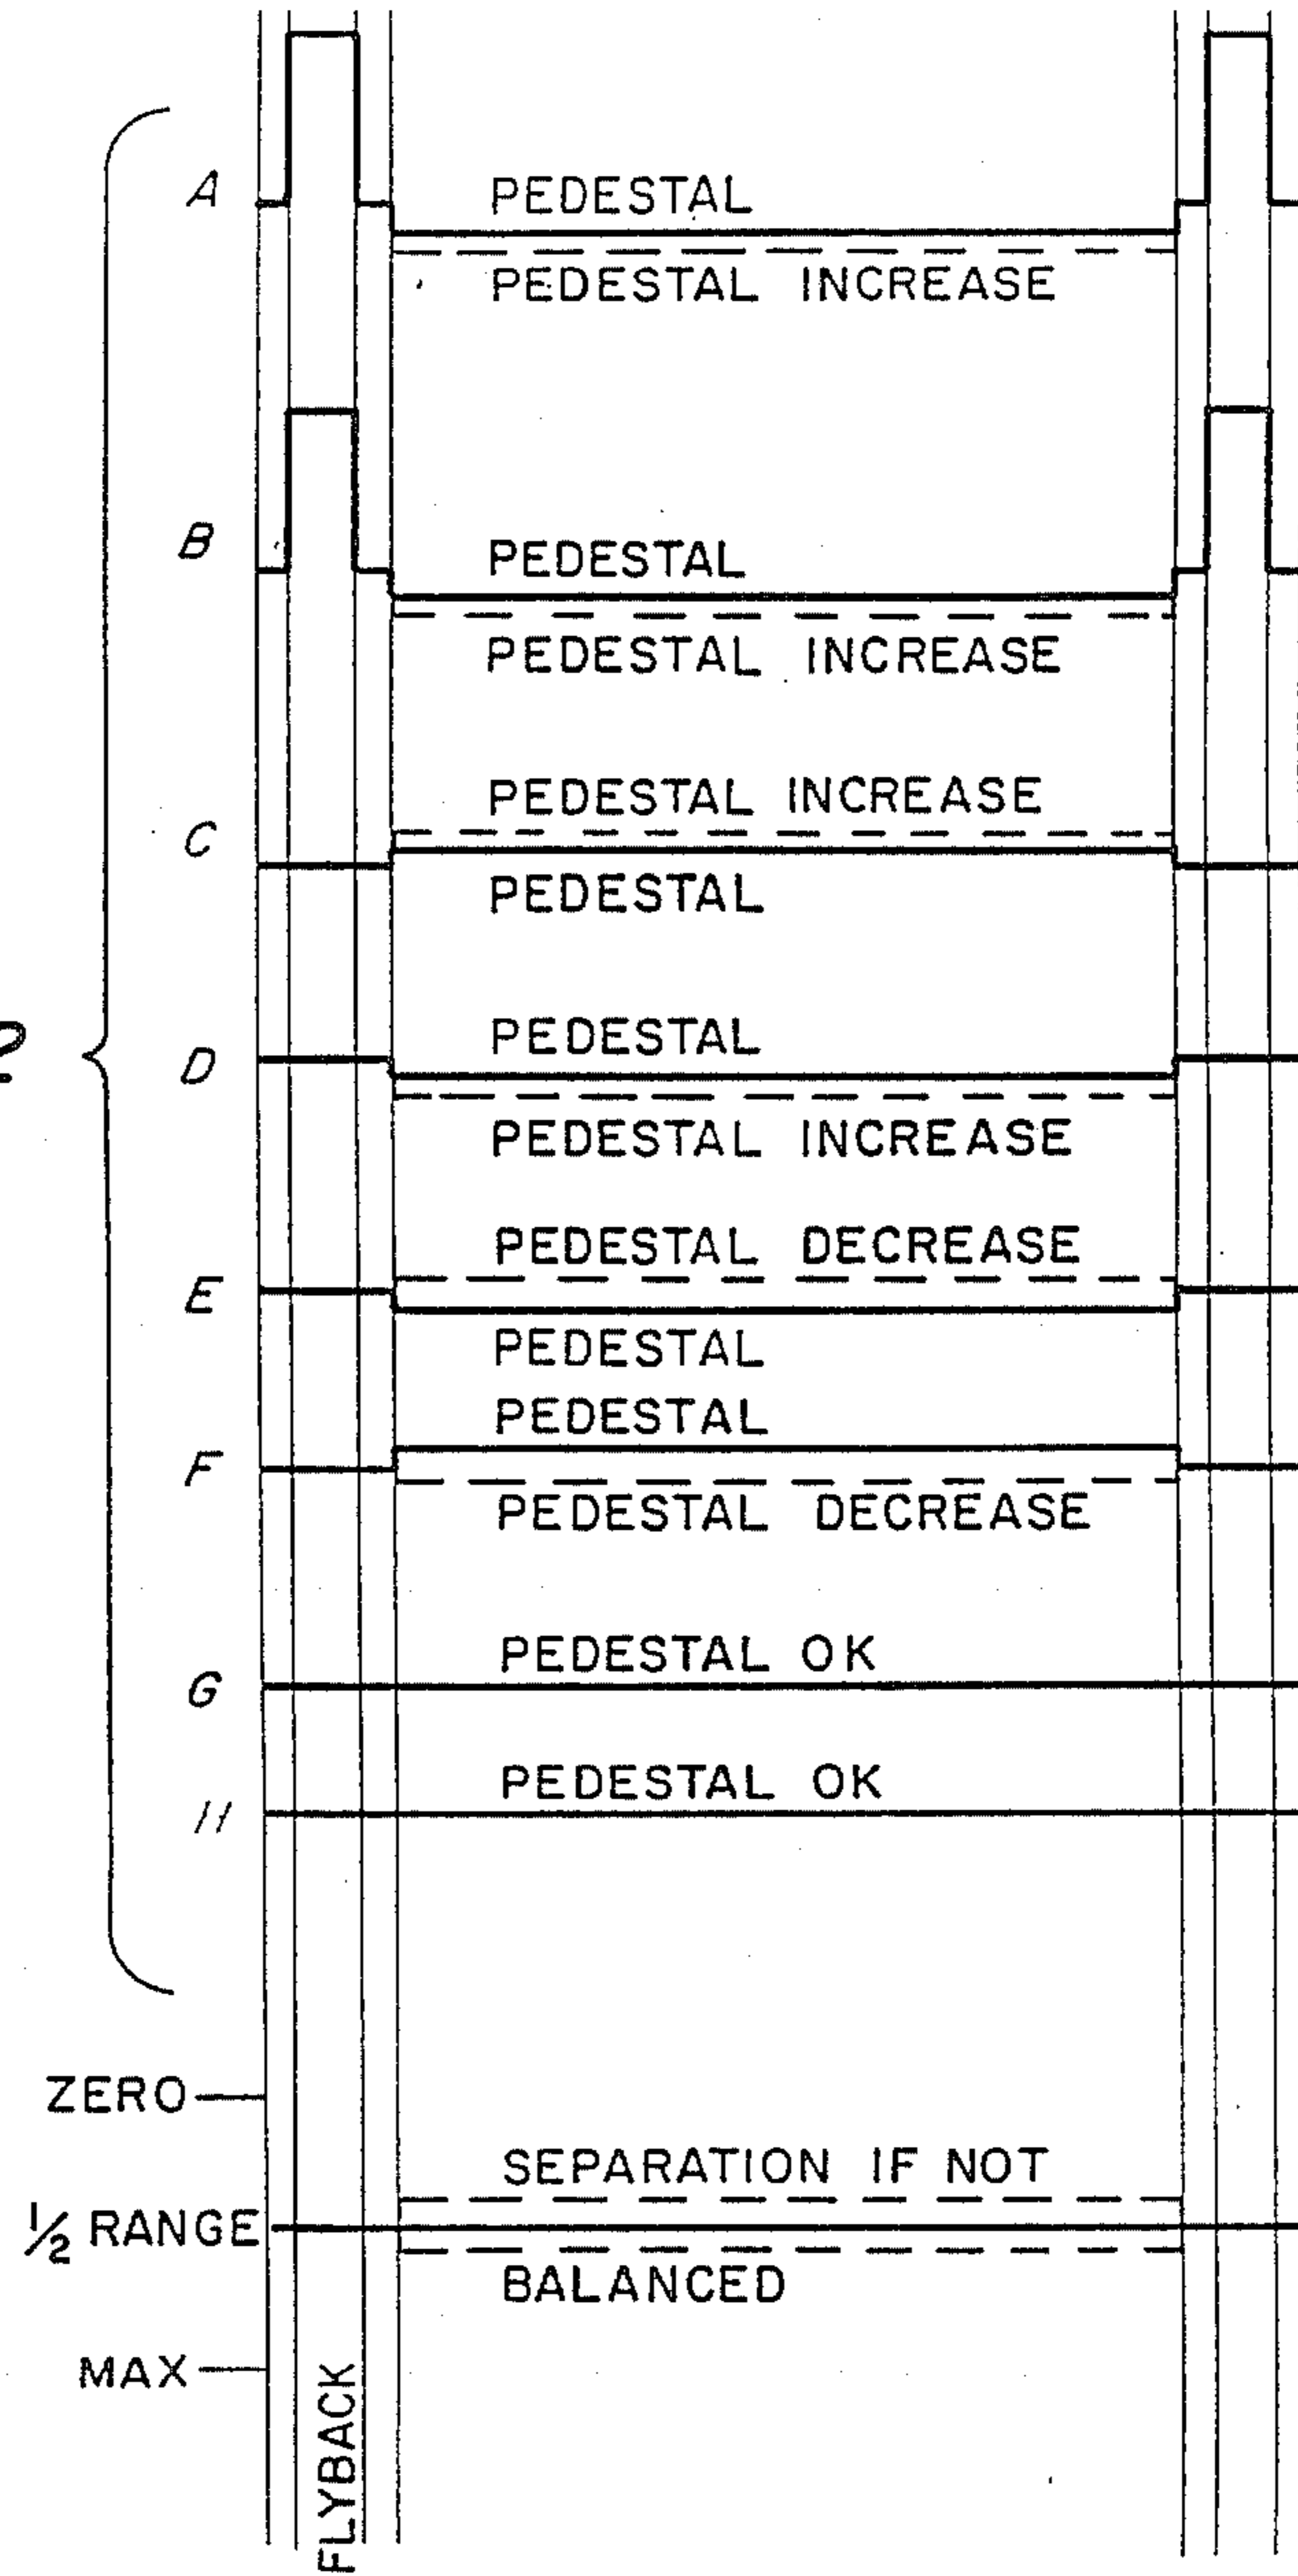 A
PEDESTAL
PEDESTAL INCREASE
B
PEDESTAL
PEDESTAL INCREASE
PEDESTAL INCREASE
C
PEDESTAL
PEDESTAL
D
PEDESTAL INCREASE
PEDESTAL DECREASE
E
PEDESTAL
PEDESTAL
F
PEDESTAL DECREASE
?
PEDESTAL OK
G
PEDESTAL OK
H
ZERO
SEPARATION IF NOT
1/2 RANGE
BALANCED
MAX
FLYBACK